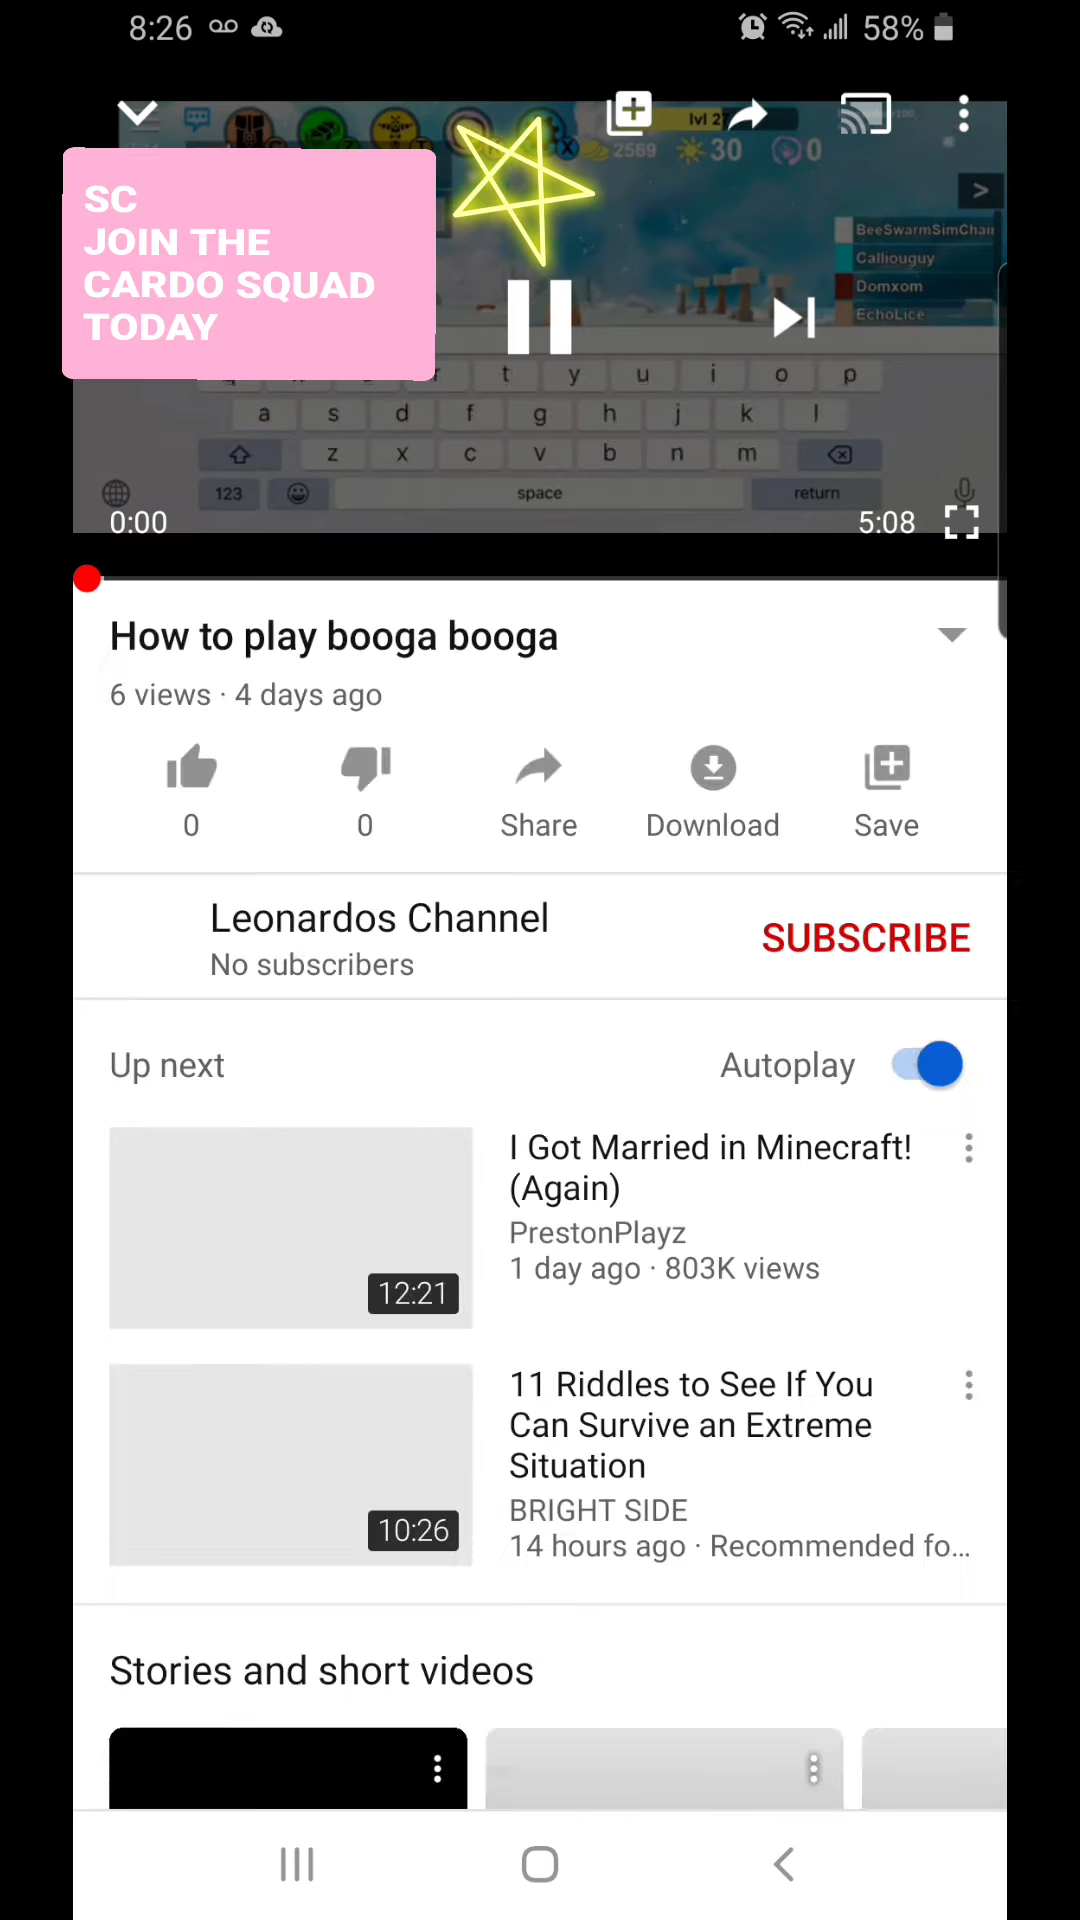 8:26
58%
lvl 27
2569
30
0
SC
JOIN THE
CARDO SQUAD
TODAY
>
BeeSwarmSimChain
Calliouguy
Domxom
EchoLice
t y u i o p
a s d f g h j k l
z x c v b n m
123
space
return
0:00
5:08
How to play booga booga
6 views · 4 days ago
0
0
Share
Download
Save
Leonardos Channel
No subscribers
SUBSCRIBE
Up next
Autoplay
12:21
I Got Married in Minecraft!
(Again)
PrestonPlayz
1 day ago · 803K views
10:26
11 Riddles to See If You
Can Survive an Extreme
Situation
BRIGHT SIDE
14 hours ago · Recommended fo...
Stories and short videos